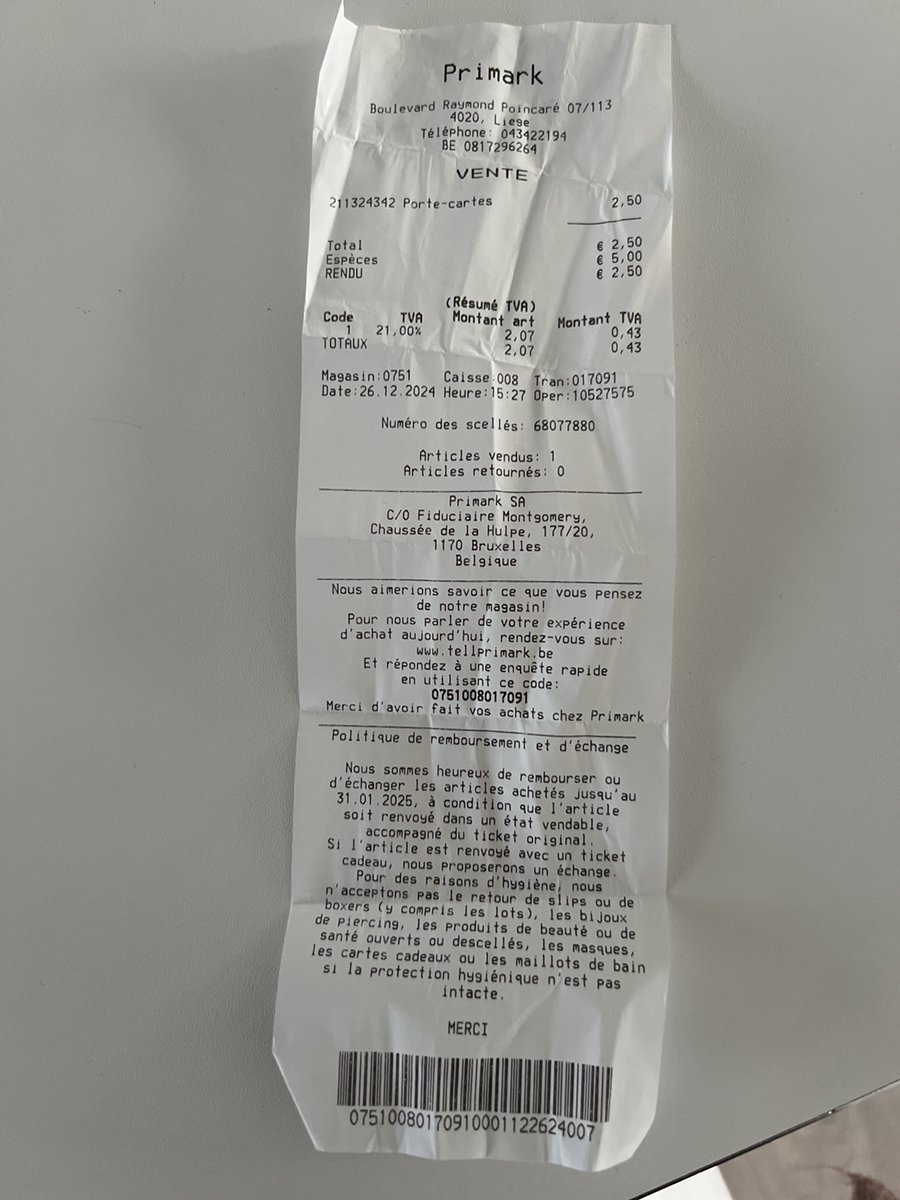 Primark
Boulevard Raymond Poincaré 07/113
4020, Liege
Téléphone: 043422194
BE 0817296264
VENTE
211324342 Porte-cartes 2,50
Total € 2,50
Espèces € 5,00
RENDU € 2,50
(Résumé TVA)
Code TVA Montant art Montant TVA
1 21,00% 2,07 0,43
TOTAUX 2,07 0,43
Magasin:0751 Caisse:008 Tran:017091
Date:26.12.2024 Heure:15:27 Oper:10527575
Numéro des scellés: 68077880
Articles vendus: 1
Articles retournés: 0
Primark SA
C/O Fiduciaire Montgomery,
Chaussée de la Hulpe, 177/20,
1170 Bruxelles
Belgique
Nous aimerions savoir ce que vous pensez
de notre magasin!
Pour nous parler de votre expérience
d'achat aujourd'hui, rendez-vous sur:
www.tellprimark.be
Et répondez à une enquête rapide
en utilisant ce code:
0751008017091
Merci d'avoir fait vos achats chez Primark
Politique de remboursement et d'échange
Nous sommes heureux de rembourser ou
d'échanger les articles achetés jusqu'au
31.01.2025, à condition que l'article
soit renvoyé dans un état vendable,
accompagné du ticket original.
Si l'article est renvoyé avec un ticket
cadeau, nous proposerons un échange.
Pour des raisons d'hygiène, nous
n'acceptons pas le retour de slips ou de
boxers (y compris les lots), les bijoux
de piercing, les produits de beauté ou de
santé ouverts ou descellés, les masques,
les cartes cadeaux ou les maillots de bain
si la protection hygiénique n'est pas
intacte.
MERCI
0751008017091000112262400​7